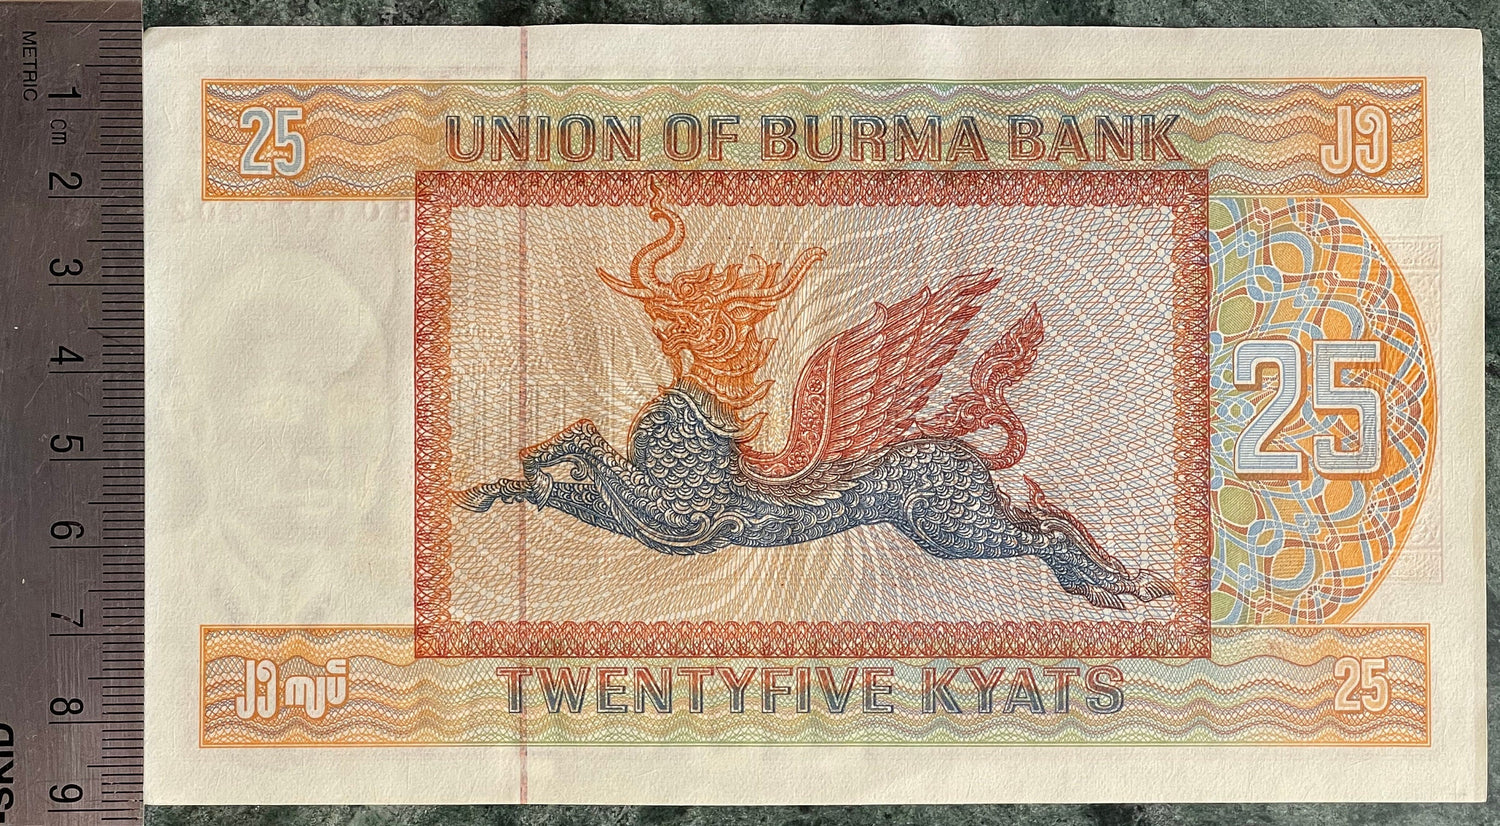 METRIC
1 cm
2
3
4
5
6
7
8
9
25
UNION OF BURMA BANK
၂၅
25
၂၅ ကျပ်
TWENTYFIVE KYATS
25